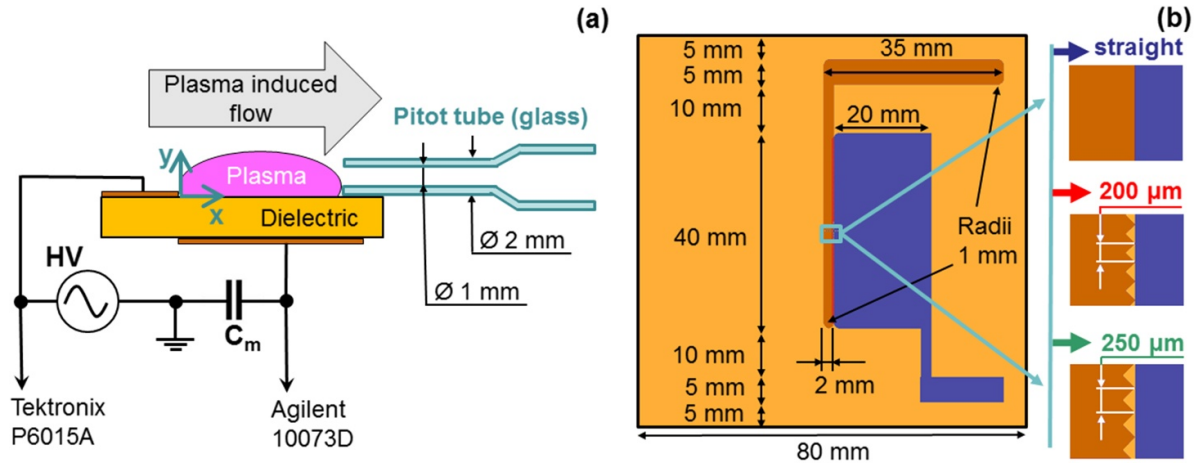 (a)
Plasma induced
flow
Pitot tube (glass)
y
Plasma
x
Dielectric
Ø 2 mm
HV
Ø 1 mm
Cm
Tektronix
P6015A
Agilent
10073D
(b)
5 mm
35 mm
5 mm
10 mm
20 mm
40 mm
Radii
1 mm
10 mm
2 mm
5 mm
5 mm
80 mm
straight
200 µm
250 µm